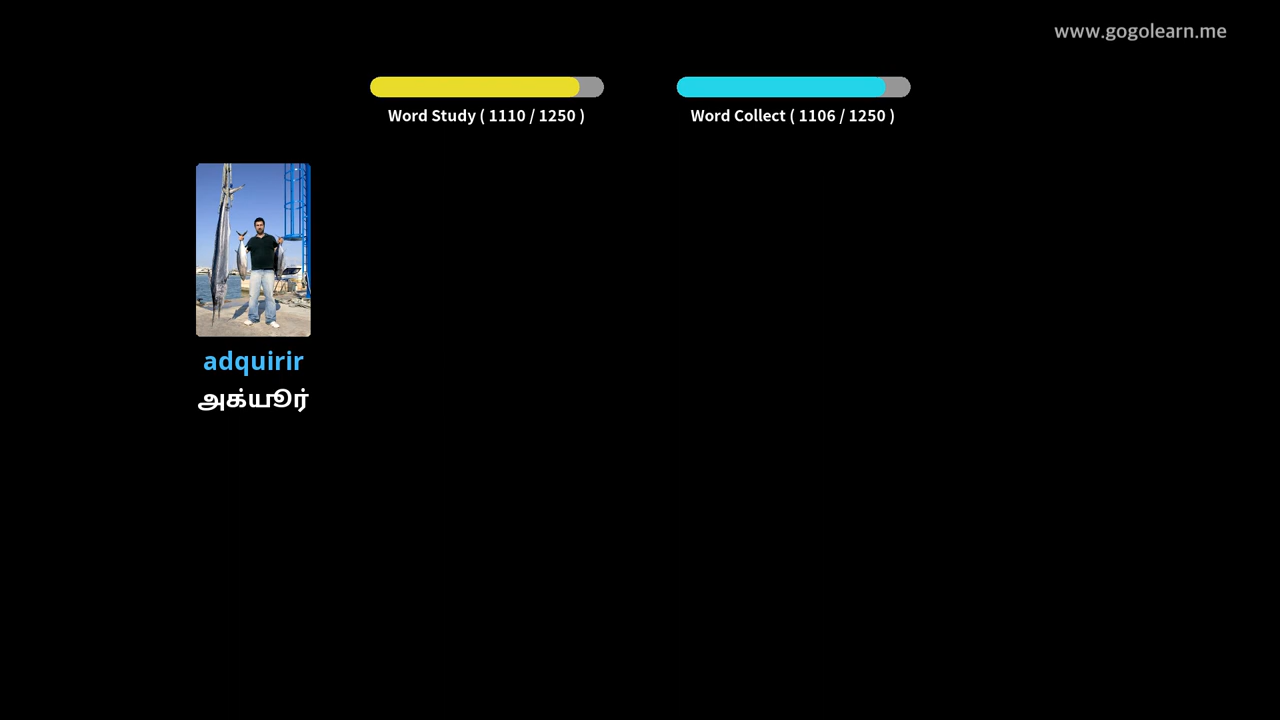 www.gogolearn.me
Word Study ( 1110 / 1250 )
Word Collect ( 1106 / 1250 )
adquirir
அக்யூர்